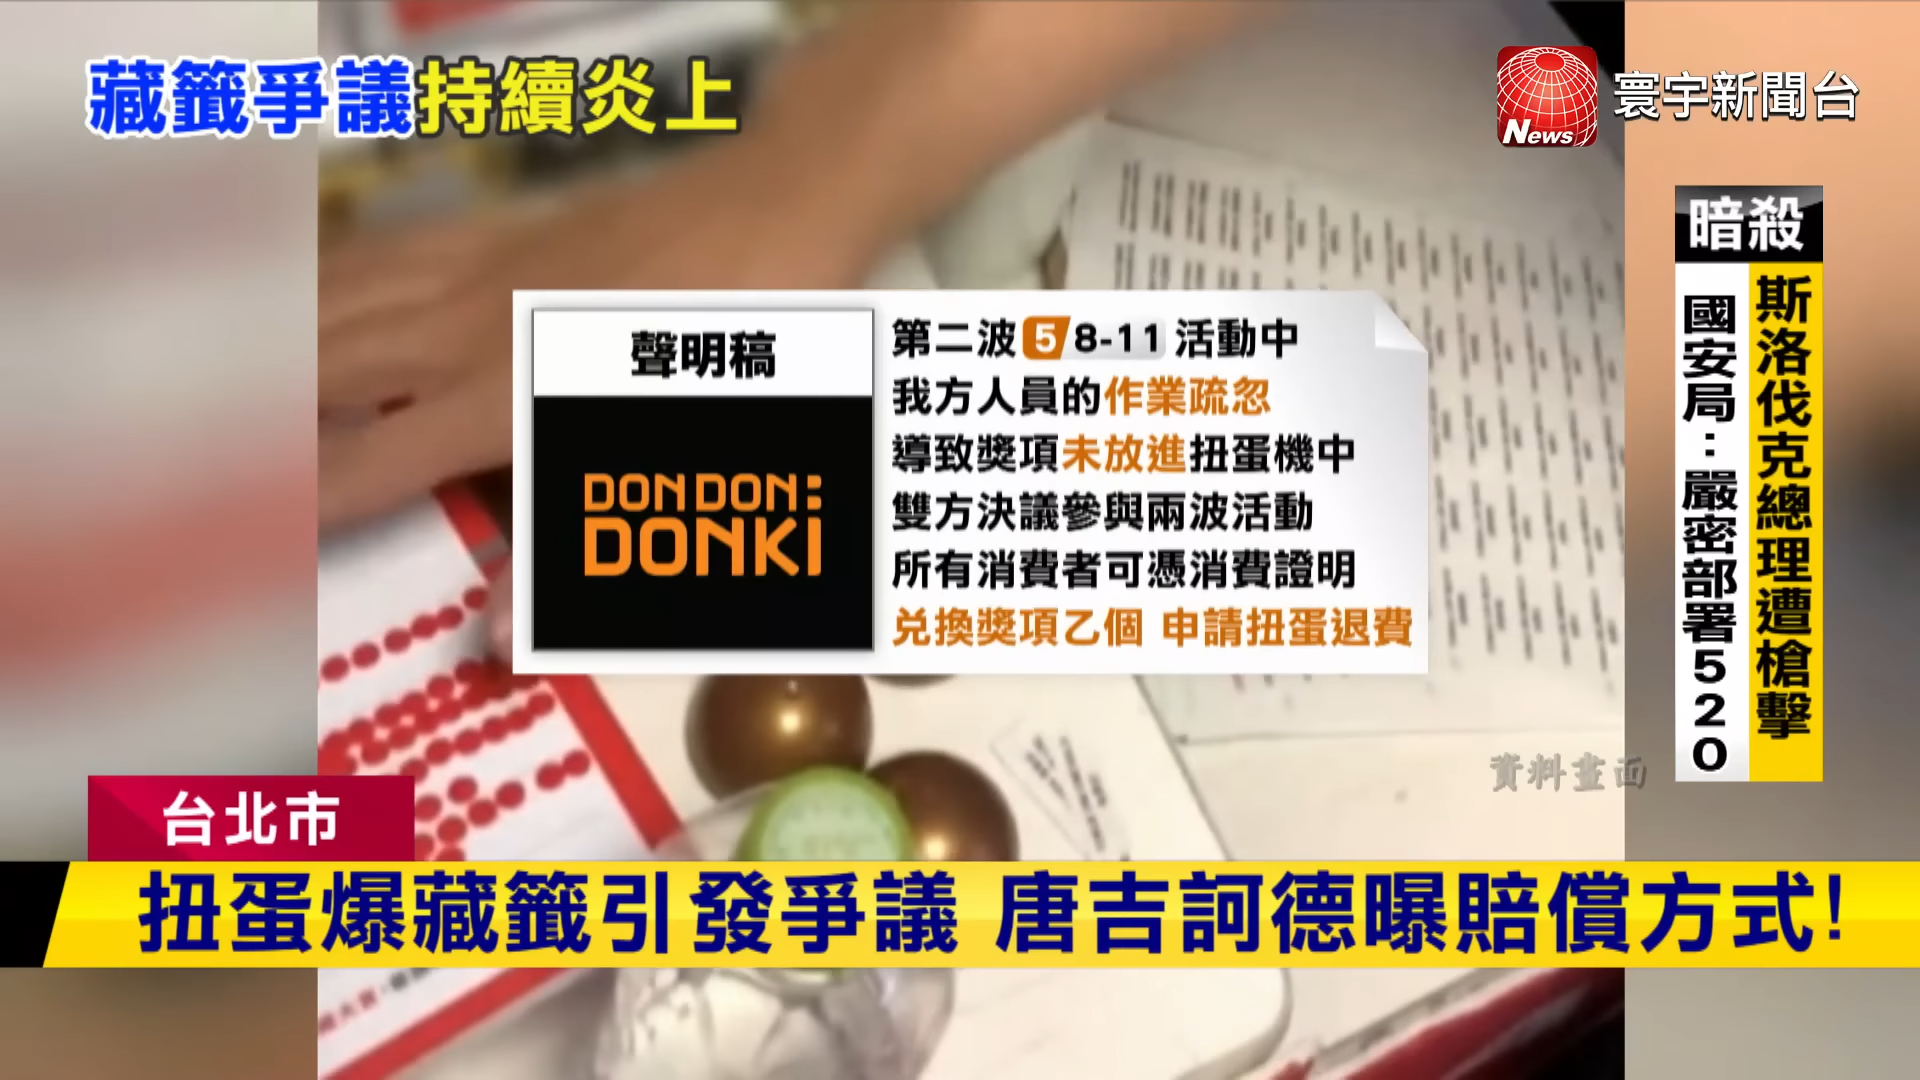 藏籤爭議持續炎上
News
寰宇新聞台
暗殺
斯洛伐克總理遭槍擊
國安局：嚴密部署520
聲明稿
DON DON:
DONKi
第二波 5/8-11 活動中
我方人員的作業疏忽
導致獎項未放進扭蛋機中
雙方決議參與兩波活動
所有消費者可憑消費證明
兑換獎項乙個 申請扭蛋退費
資料畫面
台北市
扭蛋爆藏籤引發爭議 唐吉訶德曝賠償方式!